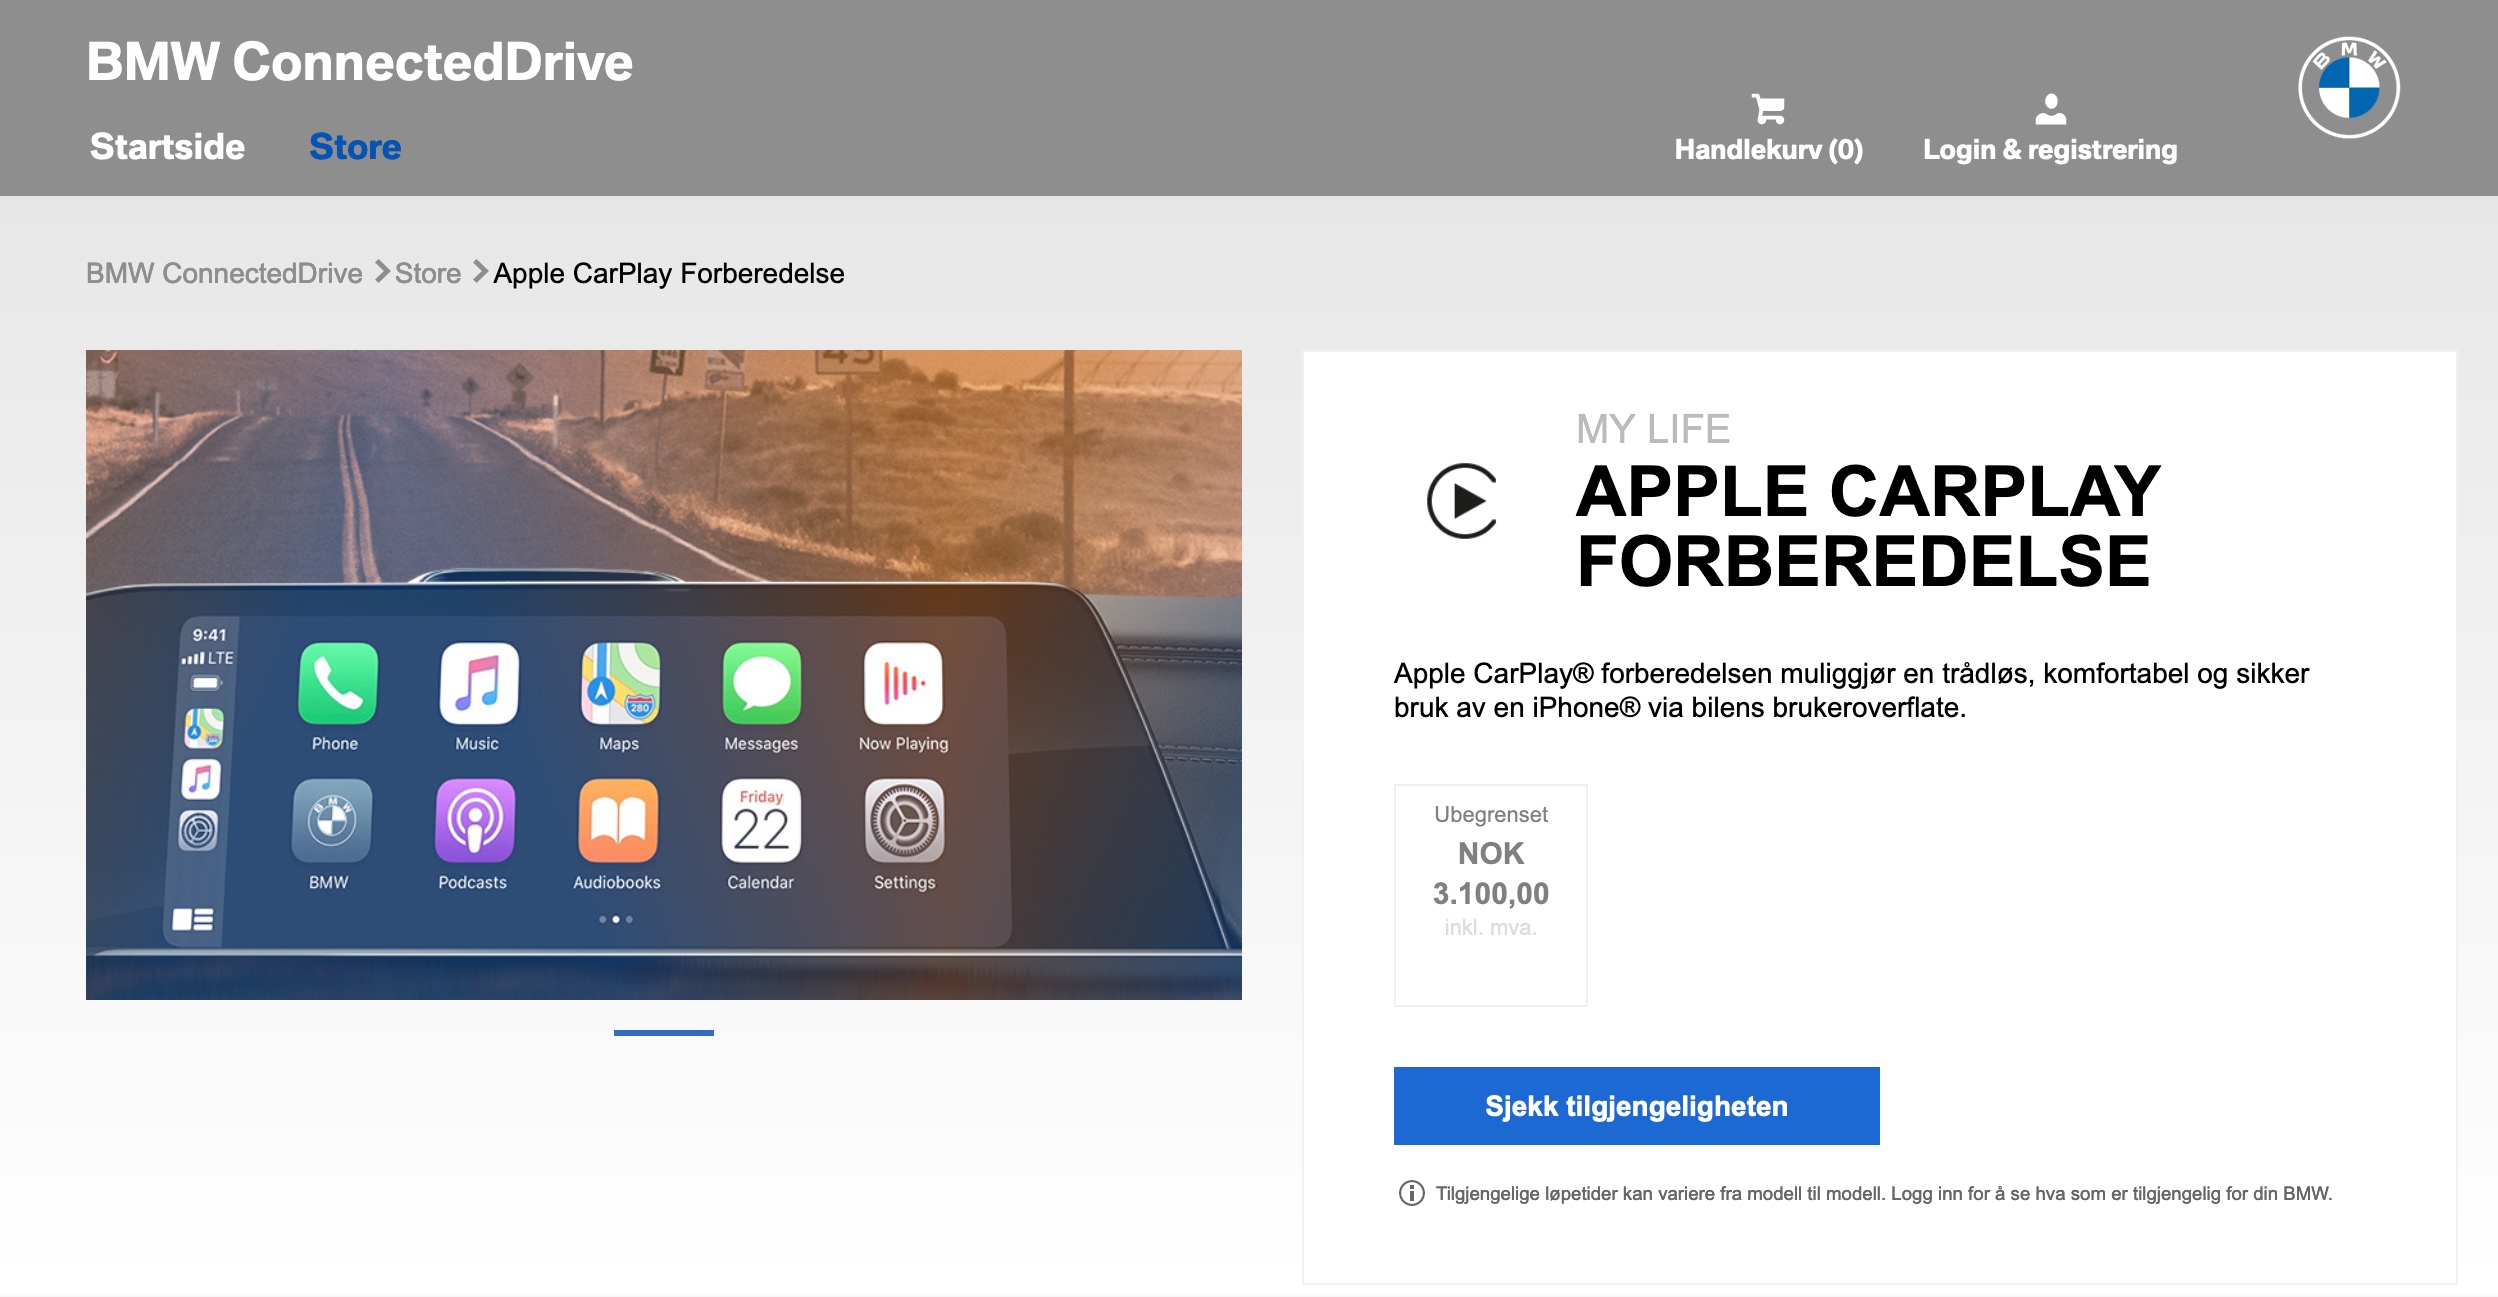 BMW ConnectedDrive
Startside Store
Handlekurv (0) Login & registrering
BMW
BMW ConnectedDrive Store Apple CarPlay Forberedelse
45
9:41
LTE
280
Phone Music Maps Messages Now Playing
BMW
Friday
22
BMW Podcasts Audiobooks Calendar Settings
MY LIFE
APPLE CARPLAY
FORBEREDELSE
Apple CarPlay® forberedelsen muliggjør en trådløs, komfortabel og sikker
bruk av en iPhone® via bilens brukeroverflate.
Ubegrenset
NOK
3.100,00
inkl. mva.
Sjekk tilgjengeligheten
Tilgjengelige løpetider kan variere fra modell til modell. Logg inn for å se hva som er tilgjengelig for din BMW.